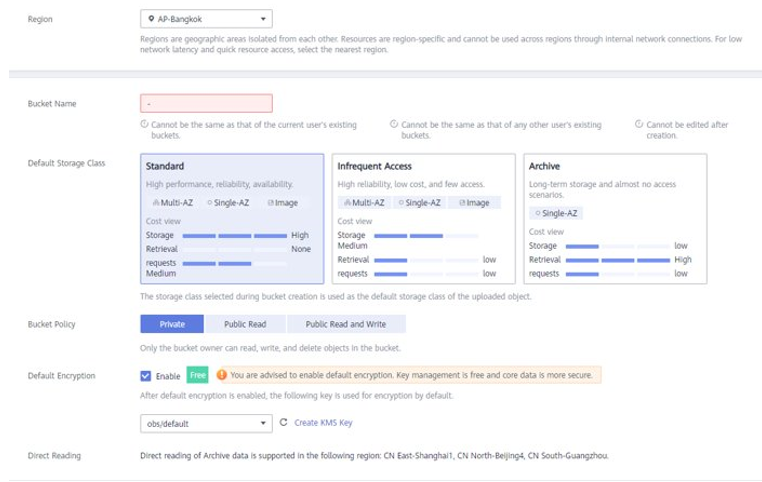 Region
AP-Bangkok
Regions are geographic areas isolated from each other. Resources are region-specific and cannot be used across regions through internal network connections. For low
network latency and quick resource access, select the nearest region.
Bucket Name
-
Cannot be the same as that of the current user's existing
buckets.
Cannot be the same as that of any other user's existing
buckets.
Cannot be edited after
creation.
Default Storage Class
Standard
High performance, reliability, availability.
Multi-AZ Single-AZ Image
Cost view
Storage High
Retrieval None
requests
Medium
Infrequent Access
High reliability, low cost, and few access.
Multi-AZ Single-AZ Image
Cost view
Storage
Medium
Retrieval low
requests low
Archive
Long-term storage and almost no access
scenarios.
Single-AZ
Cost view
Storage low
Retrieval High
requests low
The storage class selected during bucket creation is used as the default storage class of the uploaded object.
Bucket Policy
Private Public Read Public Read and Write
Only the bucket owner can read, write, and delete objects in the bucket.
Default Encryption
Enable Free You are advised to enable default encryption. Key management is free and core data is more secure.
After default encryption is enabled, the following key is used for encryption by default.
obs/default Create KMS Key
Direct Reading
Direct reading of Archive data is supported in the following region: CN East-Shanghai1, CN North-Beijing4, CN South-Guangzhou.